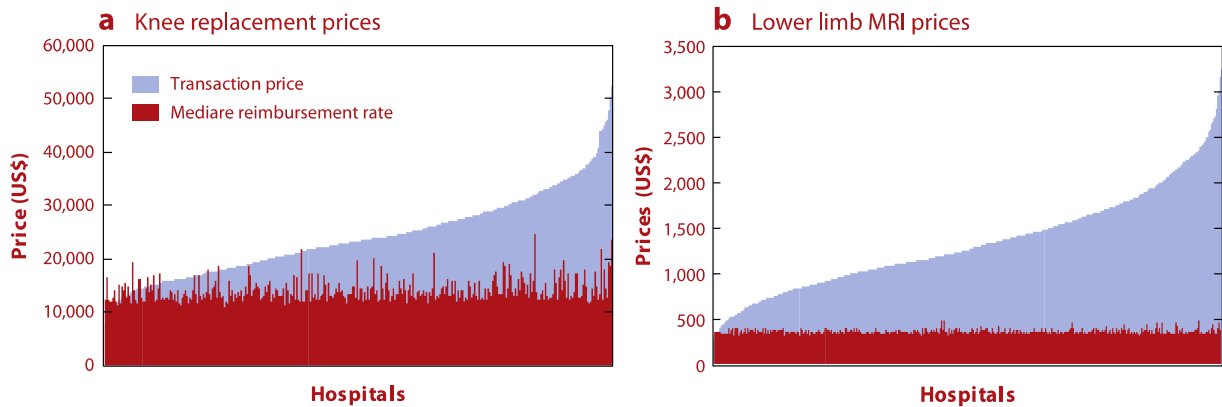 a Knee replacement prices
60,000
50,000
40,000
30,000
20,000
10,000
0
Price (US$)
Transaction price
Mediare reimbursement rate
Hospitals
b Lower limb MRI prices
3,500
3,000
2,500
2,000
1,500
1,000
500
0
Prices (US$)
Hospitals